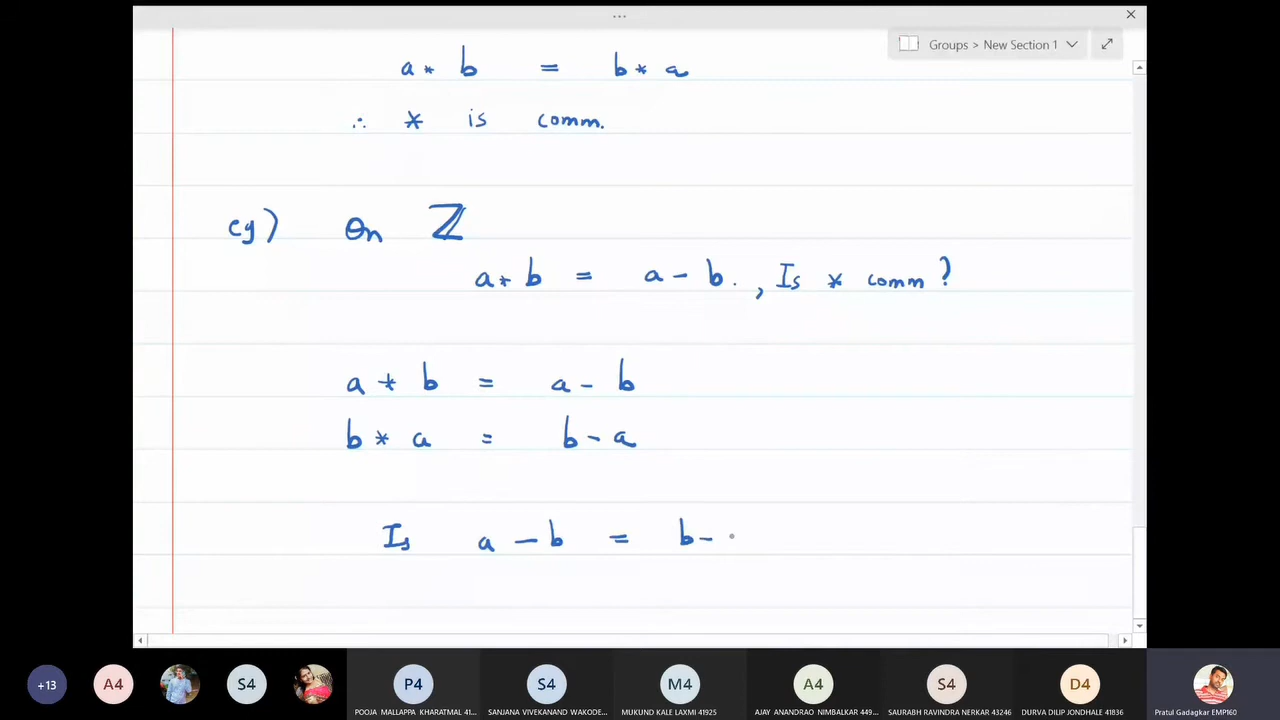 Groups > New Section 1
a * b = b * a
∴ * is comm.
eg) On ℤ
a * b = a - b. , Is * comm ?
a * b = a - b
b * a = b - a
Is a - b = b -
+13
A4
S4
P4
S4
M4
A4
S4
D4
POOJA MALLAPPA KHARATMAL 41...
SANJANA VIVEKANAND WAKODE...
MUKUND KALE LAXMI 41925
AJAY ANANDRAO NIMBALKAR 449...
SAURABH RAVINDRA NERKAR 43246
DURVA DILIP JONDHALE 41836
Pratul Gadagkar EMP160